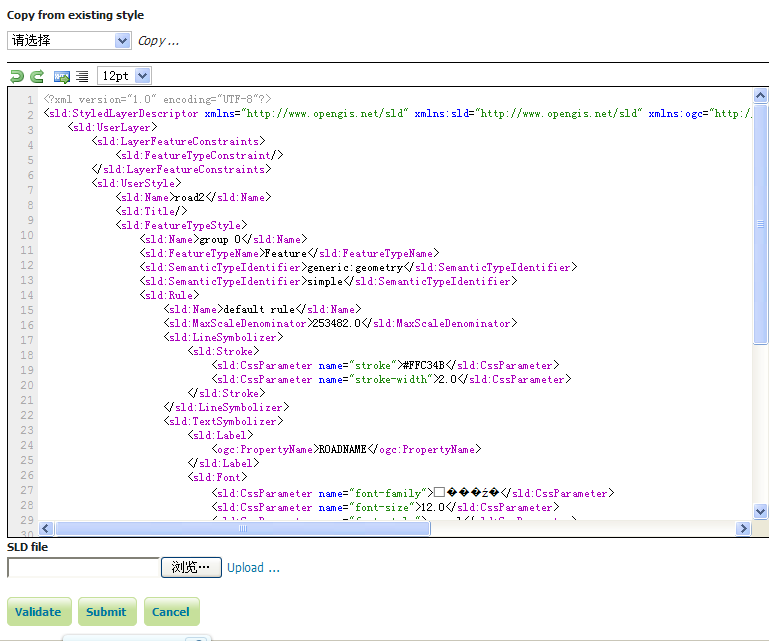 Copy from existing style
请选择 Copy ...
12pt
1 <?xml version="1.0" encoding="UTF-8"?>
2 <sld:StyledLayerDescriptor xmlns="http://www.opengis.net/sld" xmlns:sld="http://www.opengis.net/sld" xmlns:ogc="http:/
3 <sld:UserLayer>
4 <sld:LayerFeatureConstraints>
5 <sld:FeatureTypeConstraint/>
6 </sld:LayerFeatureConstraints>
7 <sld:UserStyle>
8 <sld:Name>road2</sld:Name>
9 <sld:Title/>
10 <sld:FeatureTypeStyle>
11 <sld:Name>group 0</sld:Name>
12 <sld:FeatureTypeName>Feature</sld:FeatureTypeName>
13 <sld:SemanticTypeIdentifier>generic:geometry</sld:SemanticTypeIdentifier>
14 <sld:SemanticTypeIdentifier>simple</sld:SemanticTypeIdentifier>
15 <sld:Rule>
16 <sld:Name>default rule</sld:Name>
17 <sld:MaxScaleDenominator>253482.0</sld:MaxScaleDenominator>
18 <sld:LineSymbolizer>
19 <sld:Stroke>
20 <sld:CssParameter name="stroke">#FFC34B</sld:CssParameter>
21 <sld:CssParameter name="stroke-width">2.0</sld:CssParameter>
22 </sld:Stroke>
23 </sld:LineSymbolizer>
24 <sld:TextSymbolizer>
25 <sld:Label>
26 <ogc:PropertyName>ROADNAME</ogc:PropertyName>
27 </sld:Label>
28 <sld:Font>
29 <sld:CssParameter name="font-family">□���ź�</sld:CssParameter>
30 <sld:CssParameter name="font-size">12.0</sld:CssParameter>
SLD file
浏览… Upload ...
Validate Submit Cancel